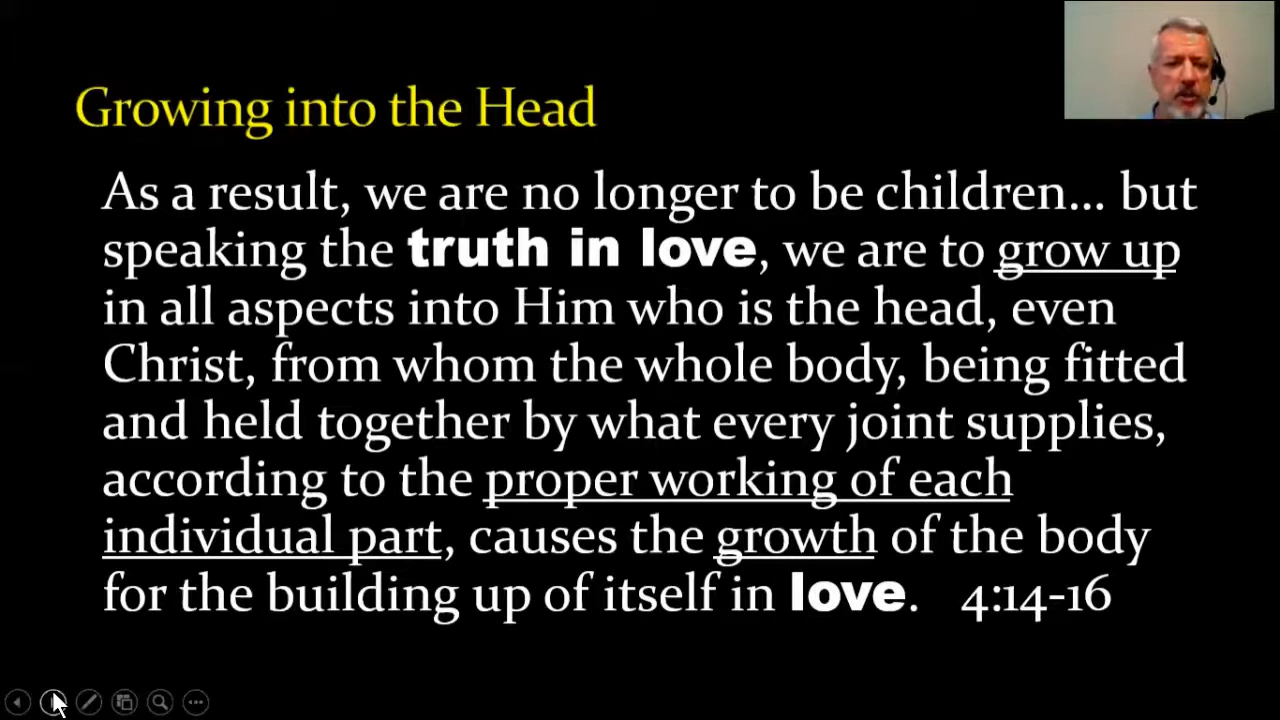 Growing into the Head
As a result, we are no longer to be children... but
speaking the truth in love, we are to grow up
in all aspects into Him who is the head, even
Christ, from whom the whole body, being fitted
and held together by what every joint supplies,
according to the proper working of each
individual part, causes the growth of the body
for the building up of itself in love. 4:14-16